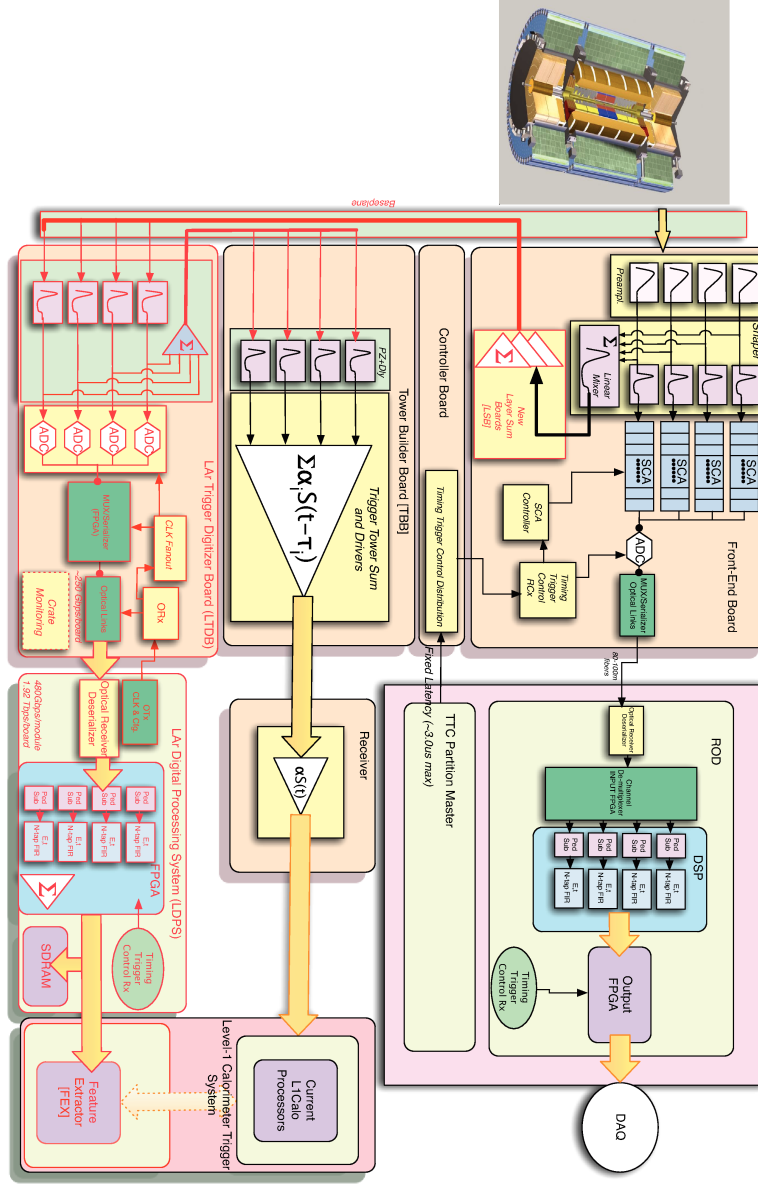 Baseplane
Preampl.
Shaper
Linear
Mixer
Σ
New
Layer Sum
Boards
[LSB]
Σ
SCA
SCA
SCA
SCA
SCA
Controller
ADC
Timing
Trigger
Control
RCx
MUX/Serializer
Optical Links
Front-End Board
80-100m
fibers
Controller Board
Timing Trigger Control Distribution
Fixed Latency (~3.0us max)
TTC Partition Master
ROD
Optical Receiver
Deserializer
Channel
De-multiplexer
INPUT FPGA
DSP
Ped
Sub
Ped
Sub
Ped
Sub
Ped
Sub
E,t
N-tap FIR
E,t
N-tap FIR
E,t
N-tap FIR
E,t
N-tap FIR
Timing
Trigger
Control Rx
Output
FPGA
DAQ
Tower Builder Board [TBB]
PZ+Dly
ΣαᵢS(t−τᵢ)
Trigger Tower Sum
and Drivers
Receiver
αS(t)
Level-1 Calorimeter Trigger
System
Current
L1Calo
Processors
Feature
Extractor
[FEX]
LAr Trigger Digitizer Board (LTDB)
Σ
ADC
ADC
ADC
ADC
MUX/Serializer
(FPGA)
CLK Fanout
Optical Links
ORx
~250 Gbps/board
Crate
Monitoring
LAr Digital Processing System (LDPS)
OTx
CLK & Cfg.
Optical Receiver
Deserializer
480Gbps/module
1.92 Tbps/board
FPGA
Ped
Sub
Ped
Sub
Ped
Sub
Ped
Sub
E,t
N-tap FIR
E,t
N-tap FIR
E,t
N-tap FIR
E,t
N-tap FIR
Σ
Timing Trigger
Control Rx
SDRAM